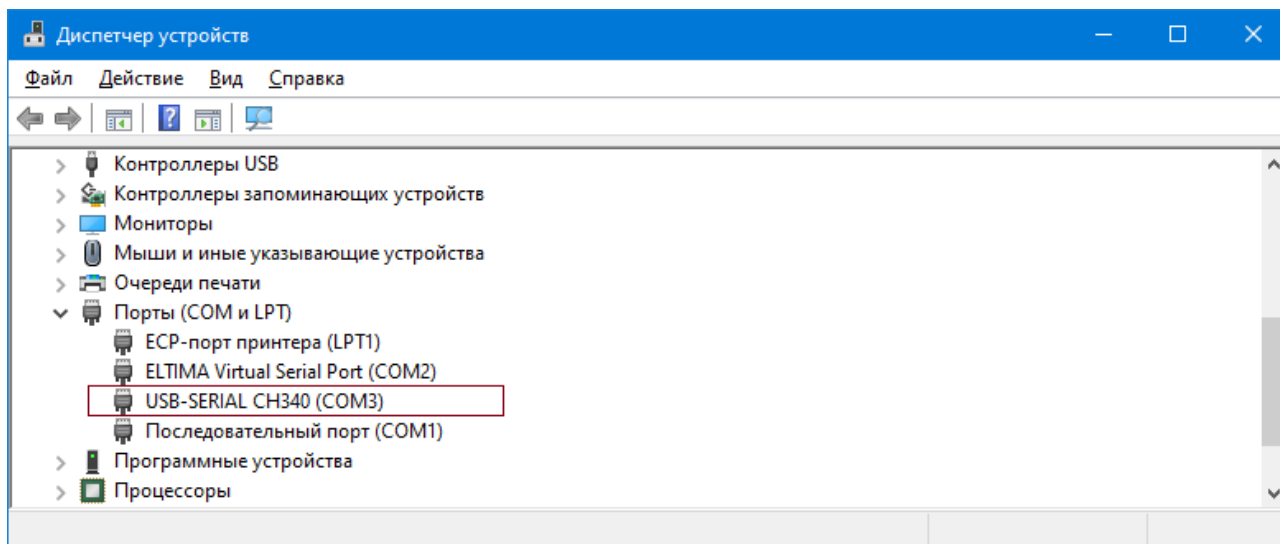 Диспетчер устройств
Файл Действие Вид Справка
Контроллеры USB
Контроллеры запоминающих устройств
Мониторы
Мыши и иные указывающие устройства
Очереди печати
Порты (COM и LPT)
ECP-порт принтера (LPT1)
ELTIMA Virtual Serial Port (COM2)
USB-SERIAL CH340 (COM3)
Последовательный порт (COM1)
Программные устройства
Процессоры